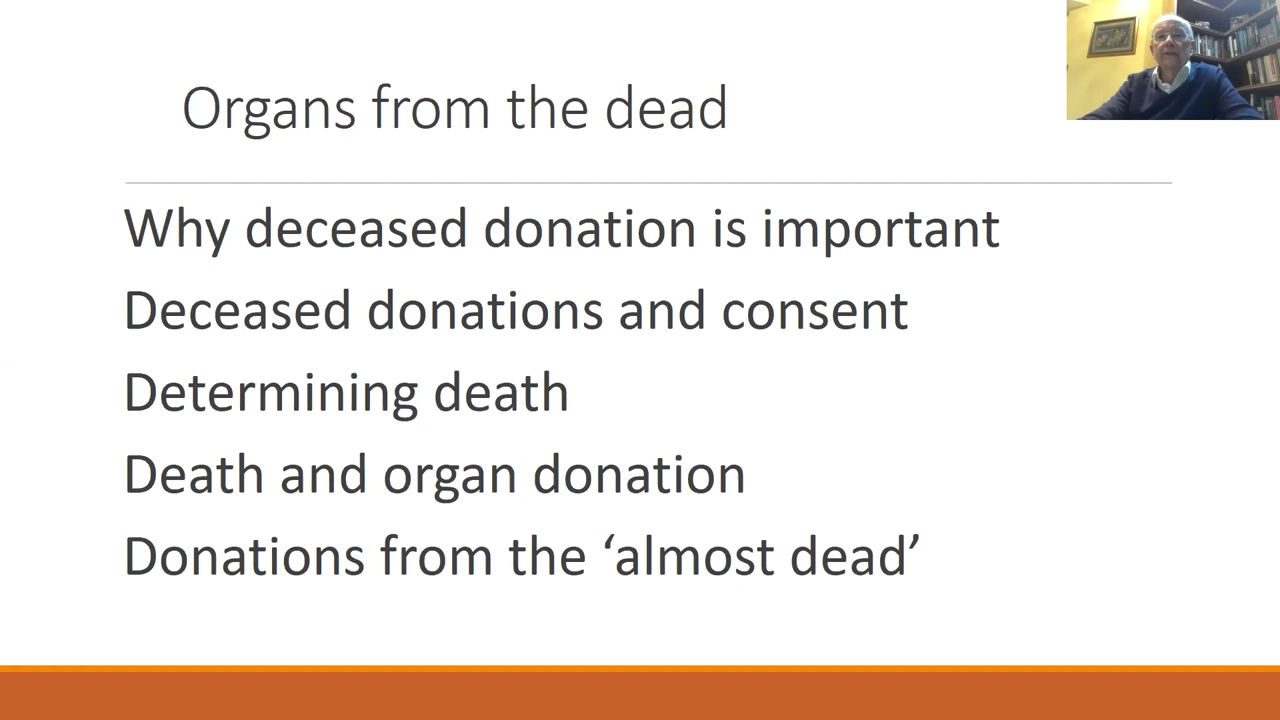 Organs from the dead
Why deceased donation is important
Deceased donations and consent
Determining death
Death and organ donation
Donations from the ‘almost dead’